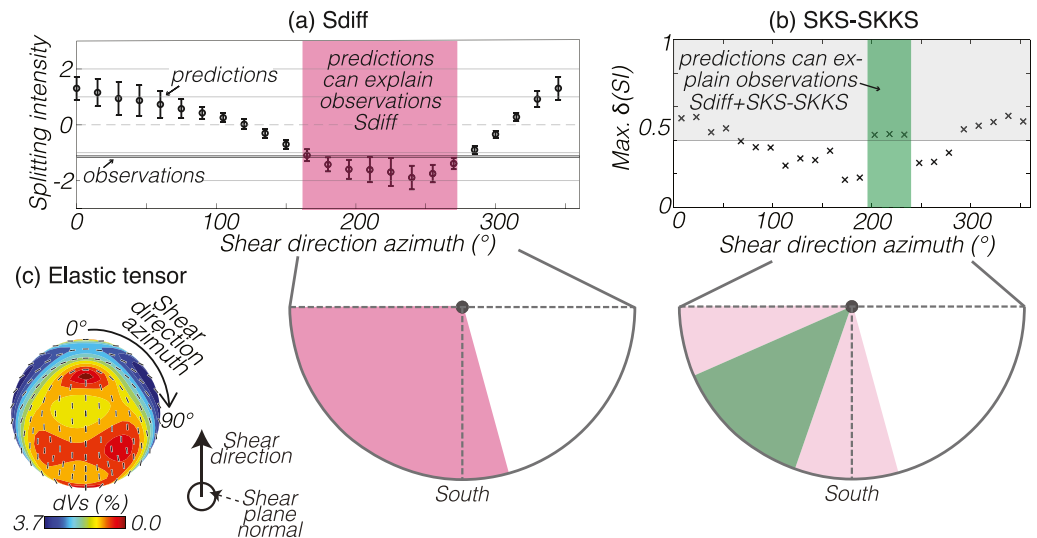 (a) Sdiff
Splitting intensity
2
0
-2
predictions
observations
predictions
can explain
observations
Sdiff
0
100
200
300
Shear direction azimuth (°)
(b) SKS-SKKS
Max. δ(SI)
1
0.5
0
predictions can ex-
plain observations
Sdiff+SKS-SKKS
0
100
200
300
Shear direction azimuth (°)
(c) Elastic tensor
0°
Shear
direction
azimuth
90°
dVs (%)
3.7
0.0
Shear
direction
Shear
plane
normal
South
South